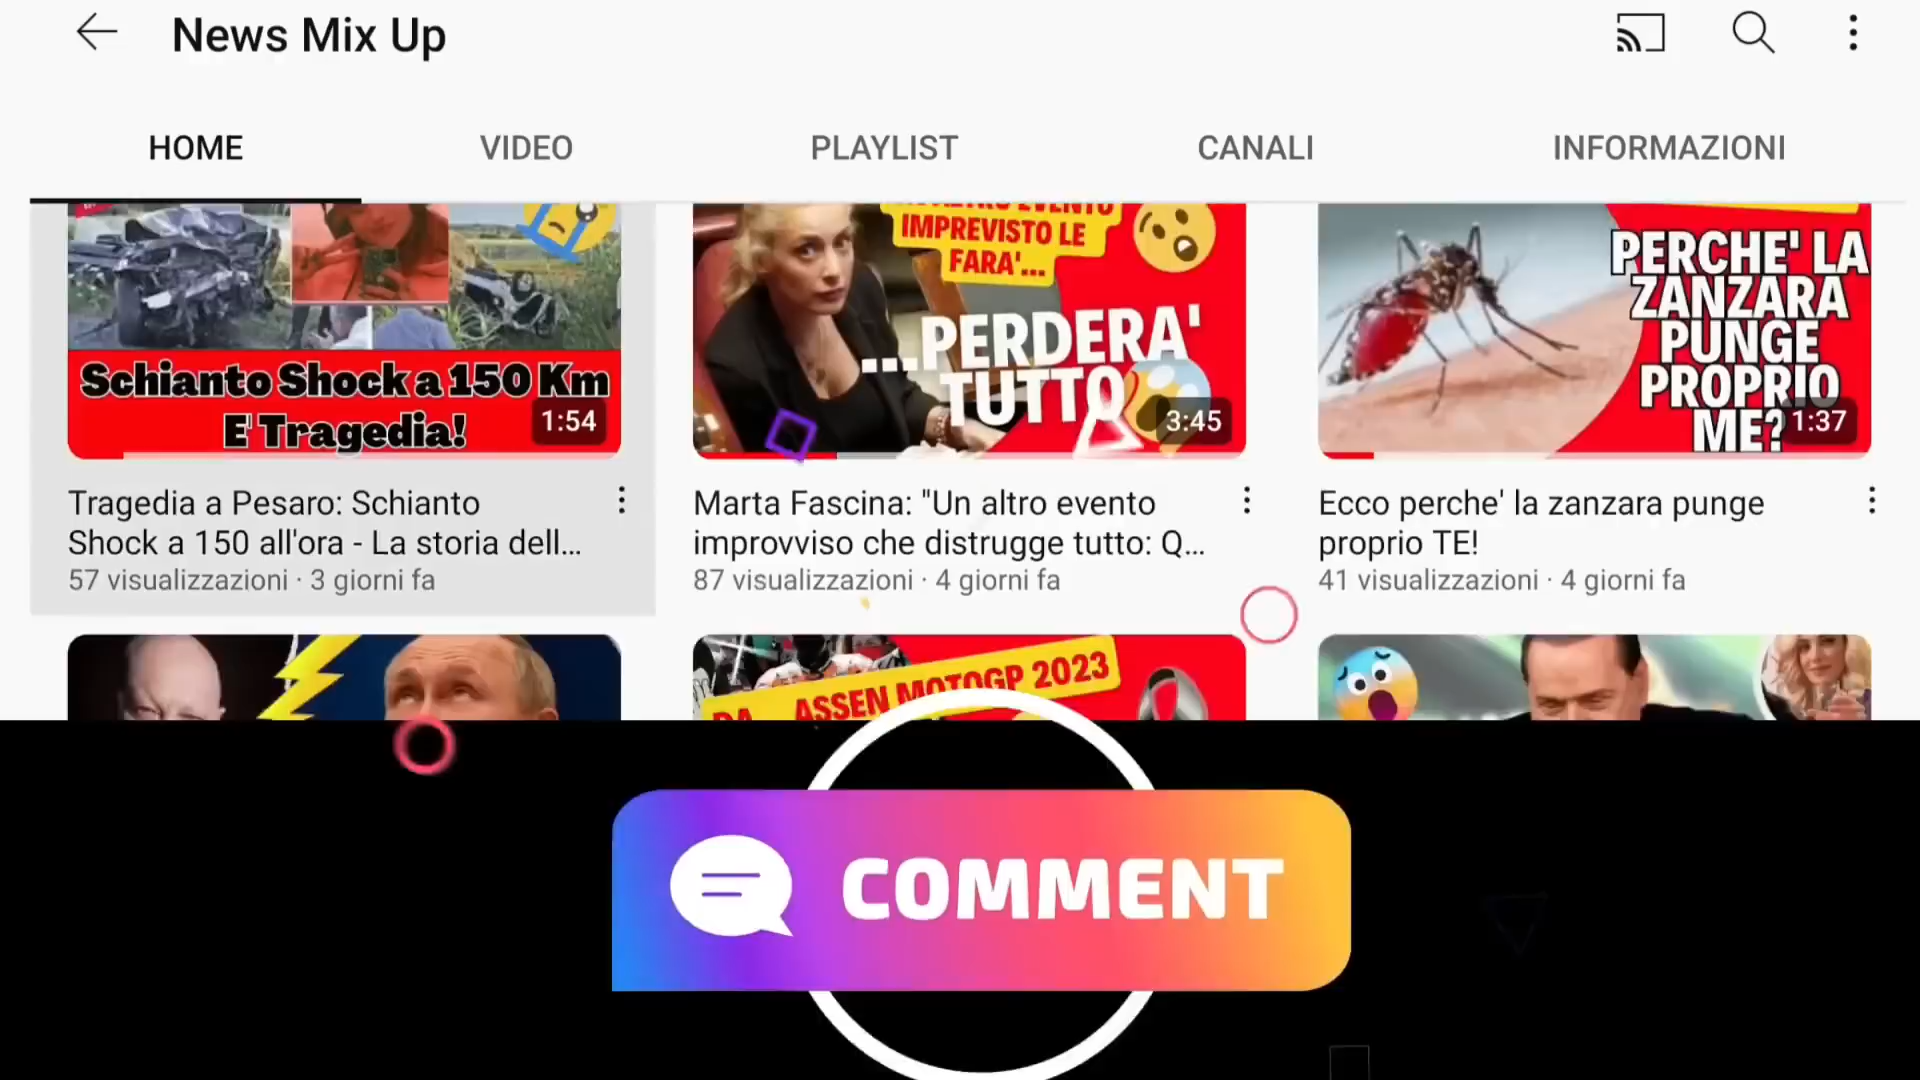 News Mix Up
HOME
VIDEO
PLAYLIST
CANALI
INFORMAZIONI
Schianto Shock a 150 Km
E' Tragedia!
1:54
Tragedia a Pesaro: Schianto
Shock a 150 all'ora - La storia dell...
57 visualizzazioni · 3 giorni fa
EVENTO
IMPREVISTO LE
FARA'...
...PERDERA'
TUTTO
3:45
Marta Fascina: "Un altro evento
improvviso che distrugge tutto: Q...
87 visualizzazioni · 4 giorni fa
PERCHE' LA
ZANZARA
PUNGE
PROPRIO
ME?
1:37
Ecco perche' la zanzara punge
proprio TE!
41 visualizzazioni · 4 giorni fa
DA ASSEN MOTOGP 2023
COMMENT